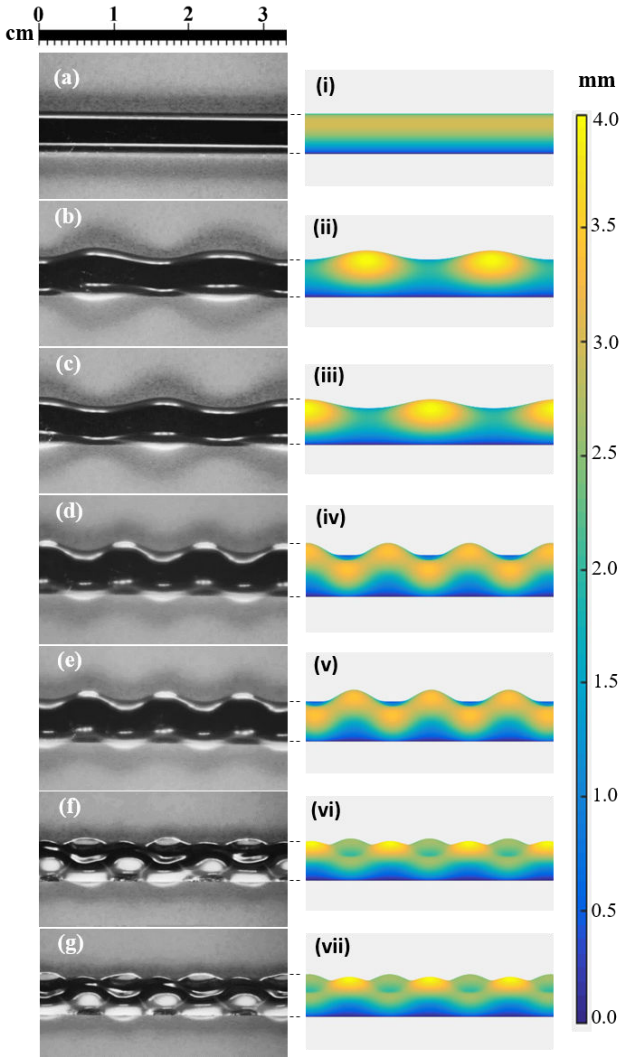 0 1 2 3
cm
mm
(a) (i)
4.0
(b) (ii)
3.5
(c) (iii)
3.0
2.5
(d) (iv)
2.0
(e) (v)
1.5
(f) (vi)
1.0
0.5
(g) (vii)
0.0